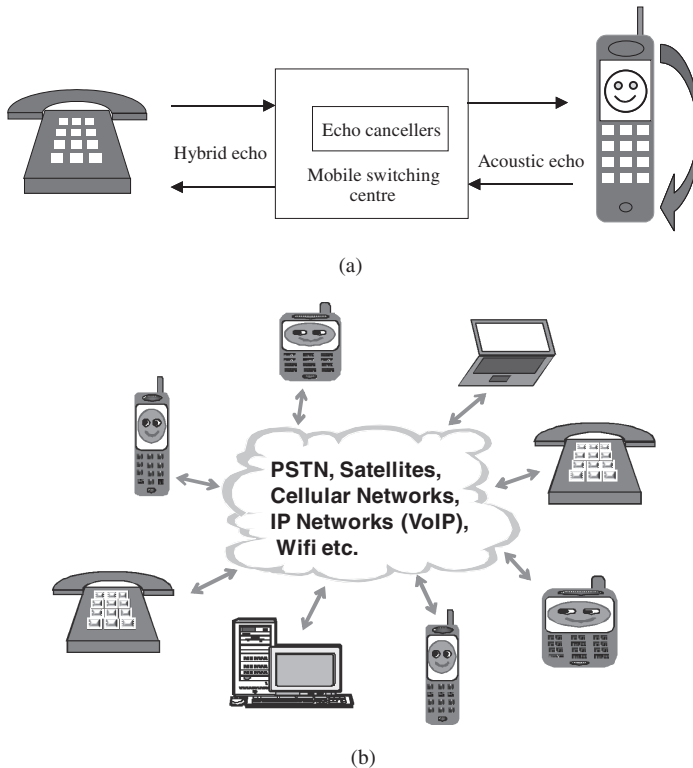 Echo cancellers
Hybrid echo
Mobile switching
centre
Acoustic echo
(a)
PSTN, Satellites,
Cellular Networks,
IP Networks (VoIP),
Wifi etc.
(b)